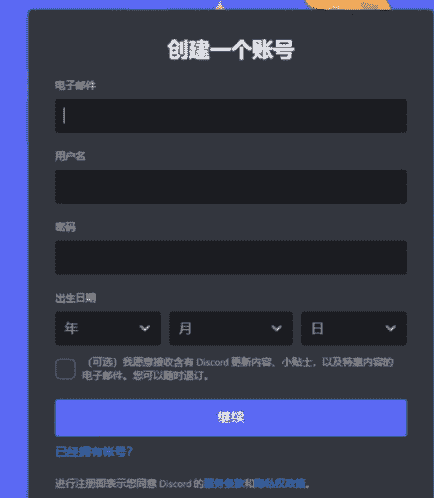 创建一个账号
电子邮件
用户名
密码
出生日期
年 月 日
（可选）我愿意接收含有 Discord 更新内容、小贴士、以及特惠内容的
电子邮件。您可以随时退订。
继续
已经拥有帐号？
进行注册即表示您同意 Discord 的服务条款和隐私权政策。